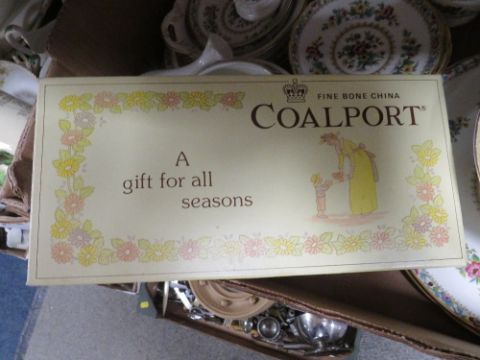 FINE BONE CHINA
COALPORT®
A
gift for all
seasons